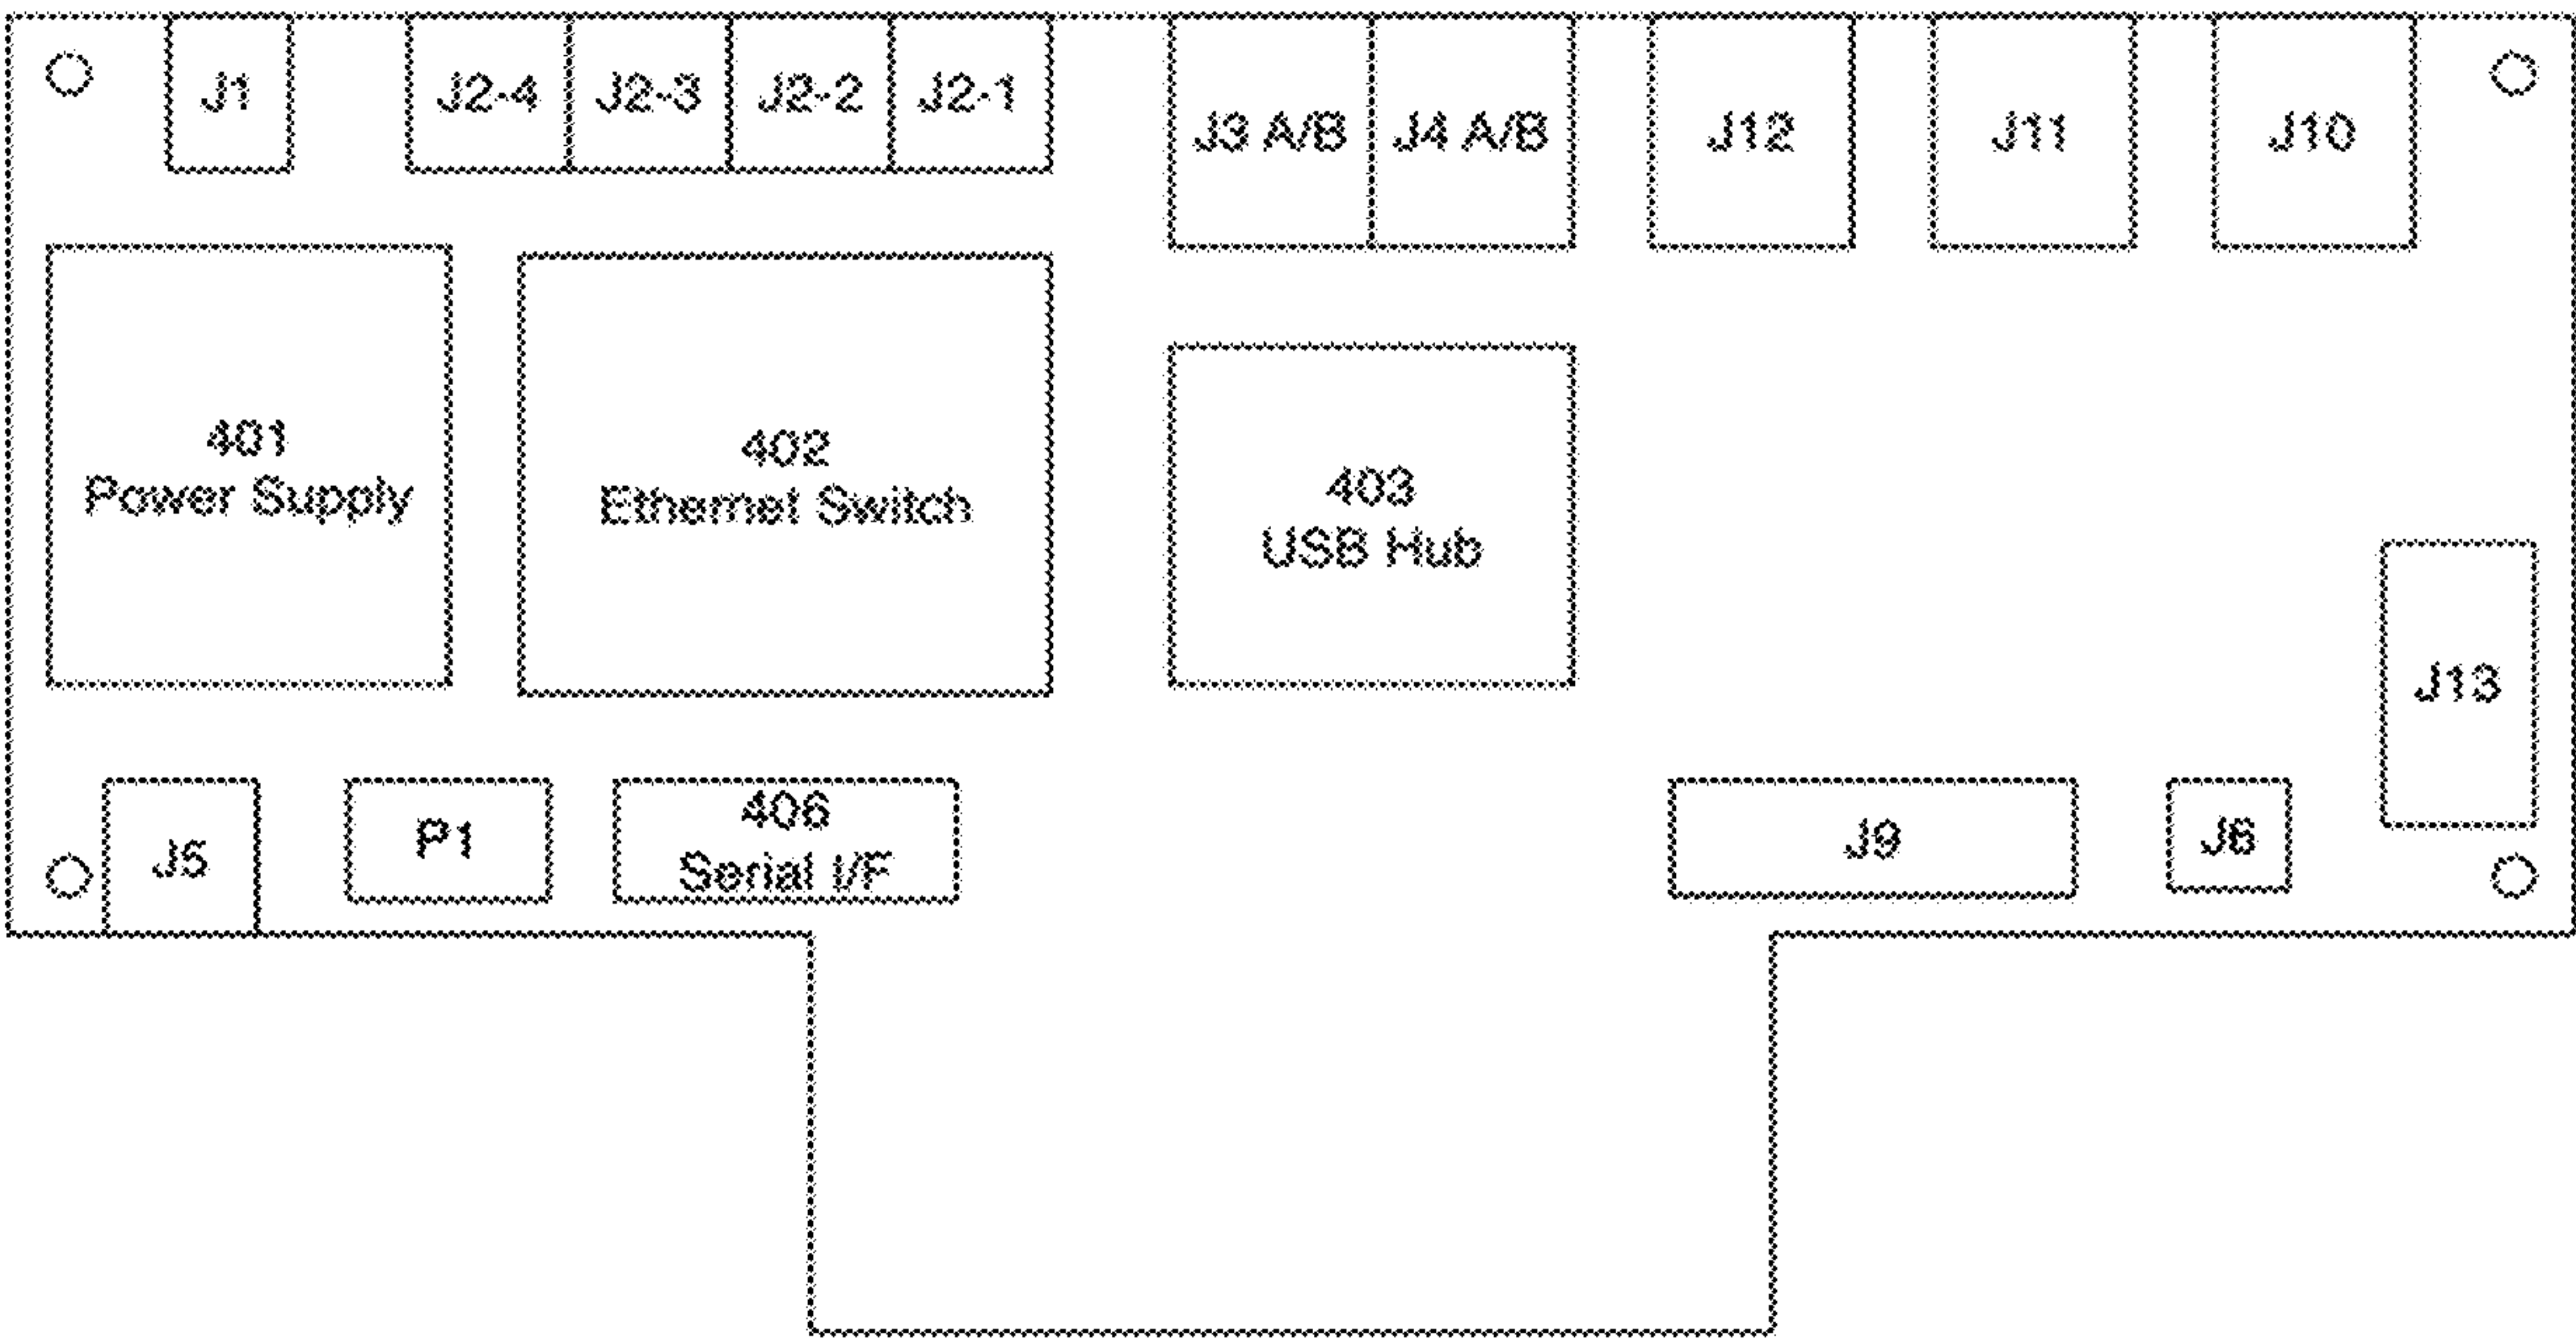 J1
J2-4
J2-3
J2-2
J2-1
J3 A/B
J4 A/B
J12
J11
J10
401
Power Supply
402
Ethernet Switch
403
USB Hub
J13
J5
P1
406
Serial I/F
J9
J6